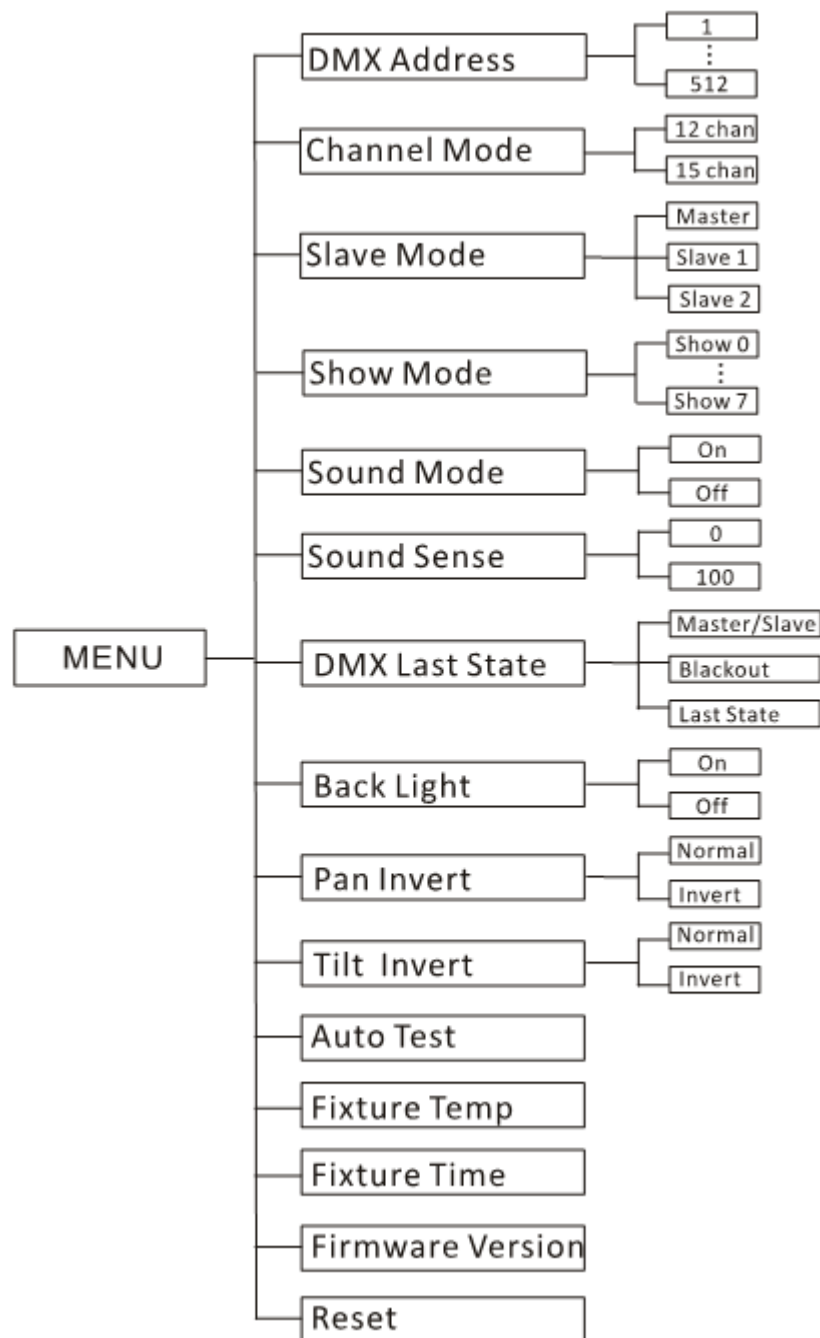 MENU
DMX Address
1
512
Channel Mode
12 chan
15 chan
Slave Mode
Master
Slave 1
Slave 2
Show Mode
Show 0
Show 7
Sound Mode
On
Off
Sound Sense
0
100
DMX Last State
Master/Slave
Blackout
Last State
Back Light
On
Off
Pan Invert
Normal
Invert
Tilt Invert
Normal
Invert
Auto Test
Fixture Temp
Fixture Time
Firmware Version
Reset